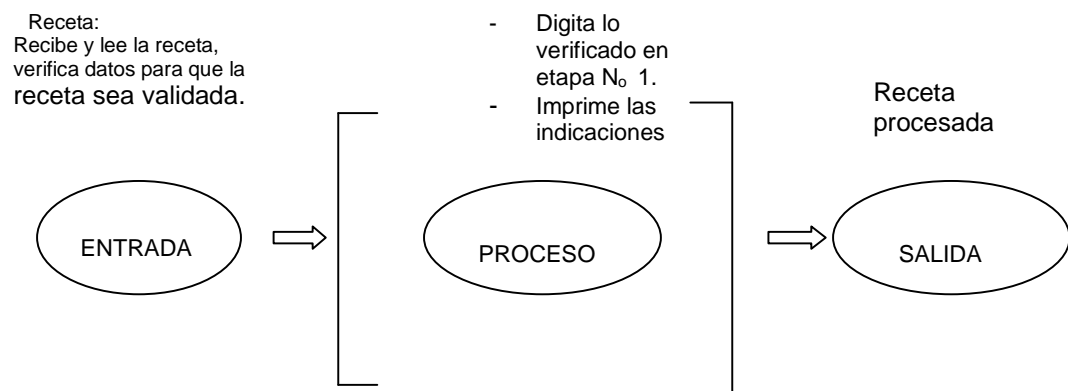 Receta:
Recibe y lee la receta,
verifica datos para que la
receta sea validada.
- Digita lo
verificado en
etapa No 1.
- Imprime las
indicaciones
Receta
procesada
ENTRADA
PROCESO
SALIDA